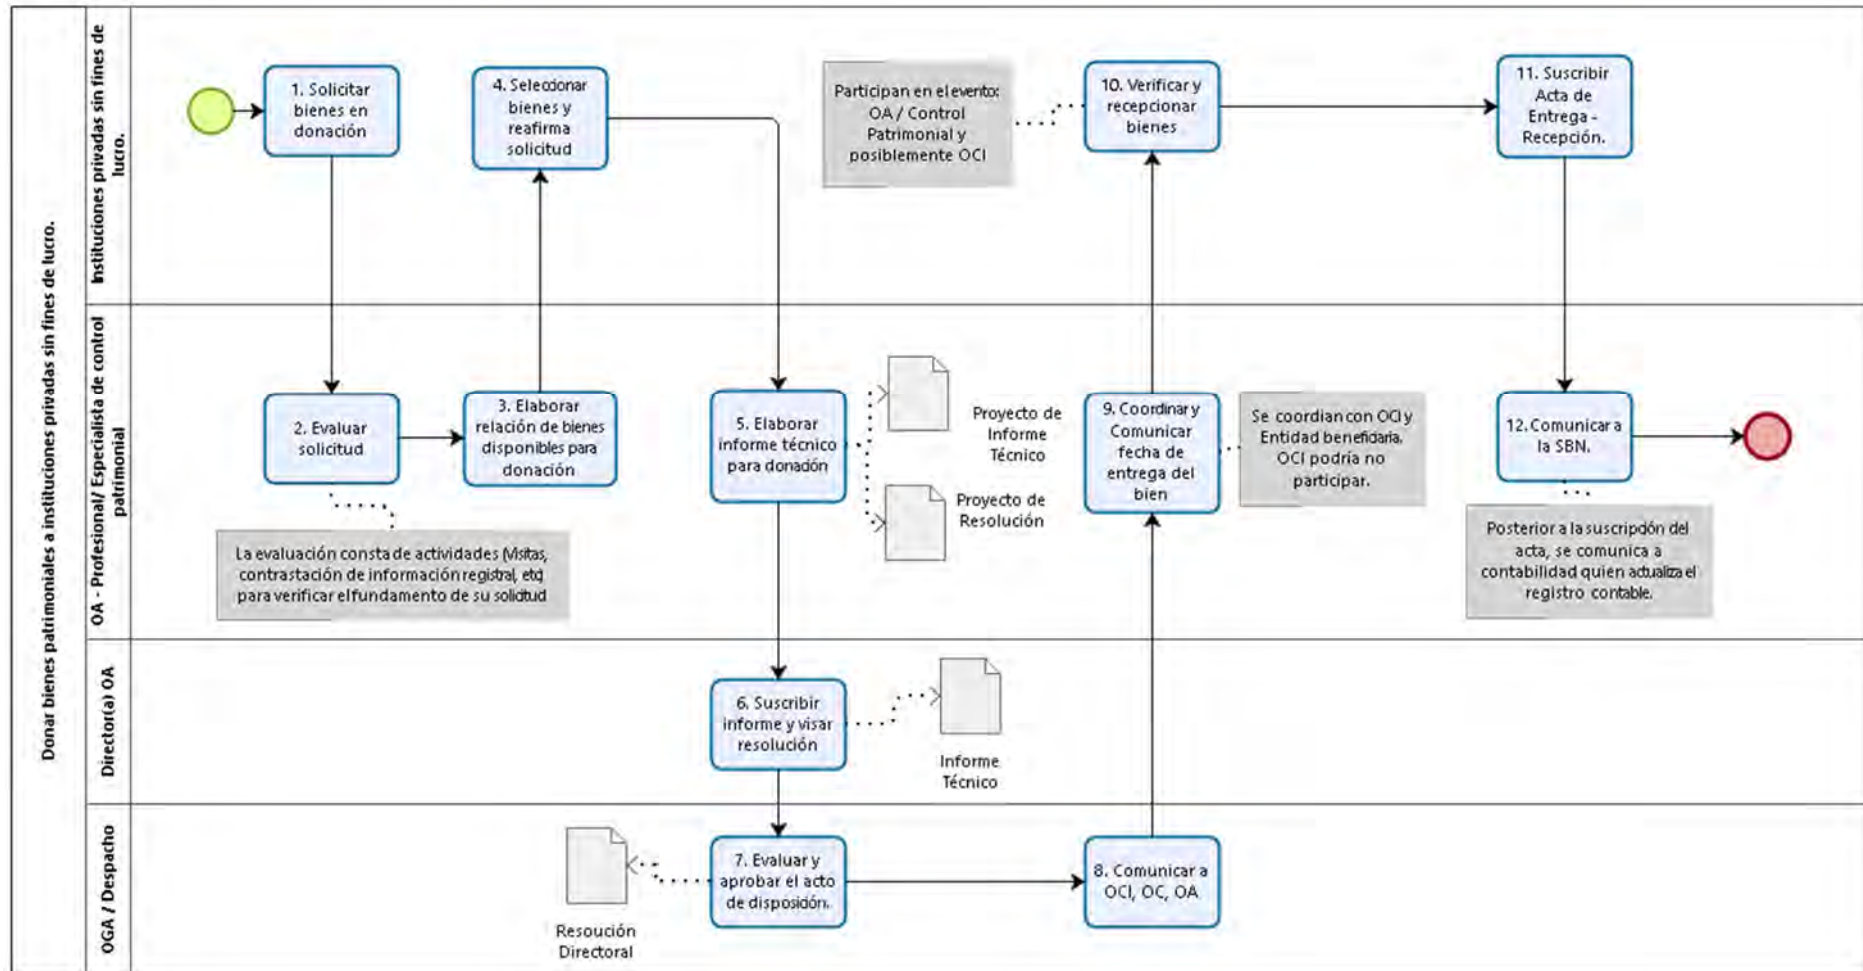 Donar bienes patrimoniales a instituciones privadas sin fines de lucro.
Instituciones privadas sin fines de
lucro.
1. Solicitar
bienes en
donación
4. Seleccionar
bienes y
reafirma
solicitud
Participan en el evento:
OA / Control
Patrimonial y
posiblemente OCI
10. Verificar y
recepcionar
bienes
11. Suscribir
Acta de
Entrega -
Recepción.
OA - Profesional/ Especialista de control
patrimonial
2. Evaluar
solicitud
La evaluación consta de actividades (Visitas,
contrastación de información registral, etc)
para verificar el fundamento de su solicitud
3. Elaborar
relación de bienes
disponibles para
donación
5. Elaborar
informe técnico
para donación
Proyecto de
Informe
Técnico
Proyecto de
Resolución
9. Coordinar y
Comunicar
fecha de
entrega del
bien
Se coordian con OCI y
Entidad beneficiaria.
OCI podría no
participar.
12. Comunicar a
la SBN.
Posterior a la suscripción del
acta, se comunica a
contabilidad quien actualiza el
registro contable.
Director(a) OA
6. Suscribir
informe y visar
resolución
Informe
Técnico
OGA / Despacho
Resoución
Directoral
7. Evaluar y
aprobar el acto
de disposición.
8. Comunicar a
OCI, OC, OA